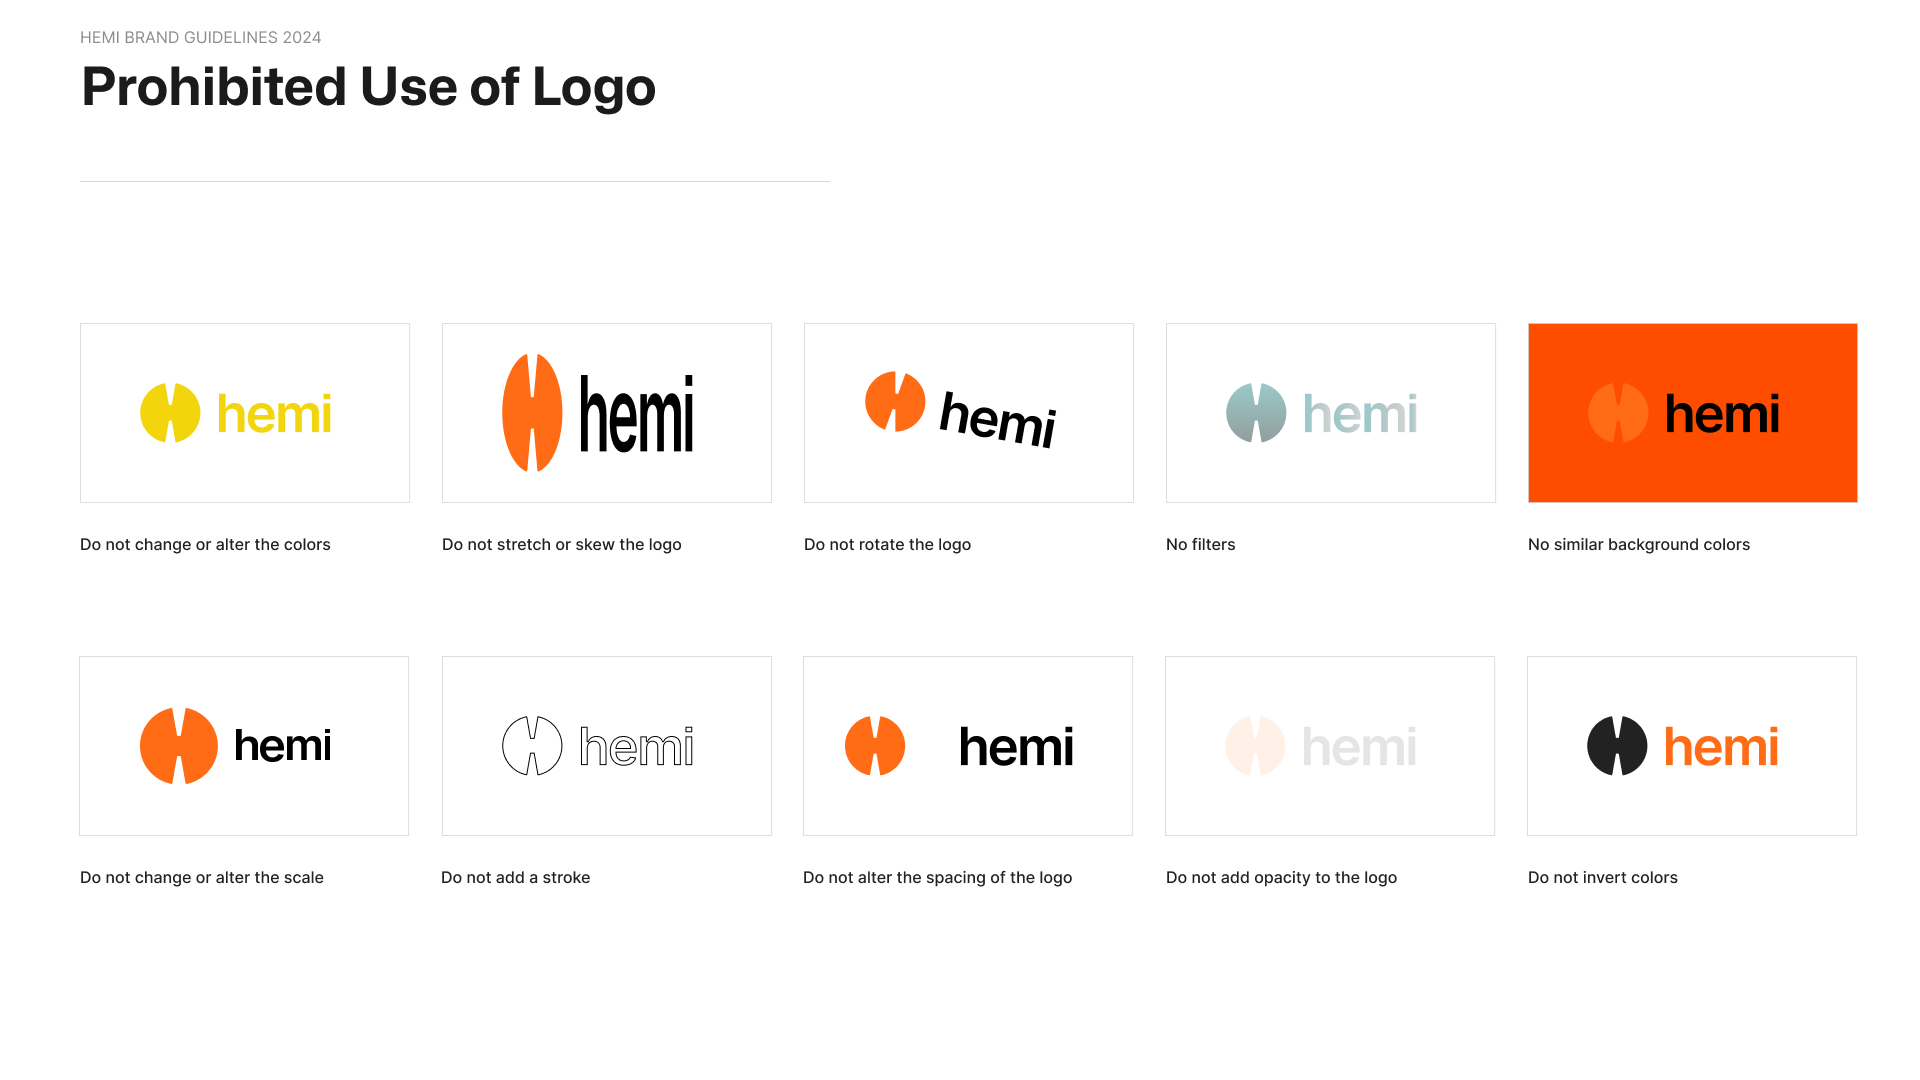 HEMI BRAND GUIDELINES 2024
Prohibited Use of Logo
hemi
hemi
hemi
hemi
hemi
Do not change or alter the colors
Do not stretch or skew the logo
Do not rotate the logo
No filters
No similar background colors
hemi
hemi
hemi
hemi
hemi
Do not change or alter the scale
Do not add a stroke
Do not alter the spacing of the logo
Do not add opacity to the logo
Do not invert colors